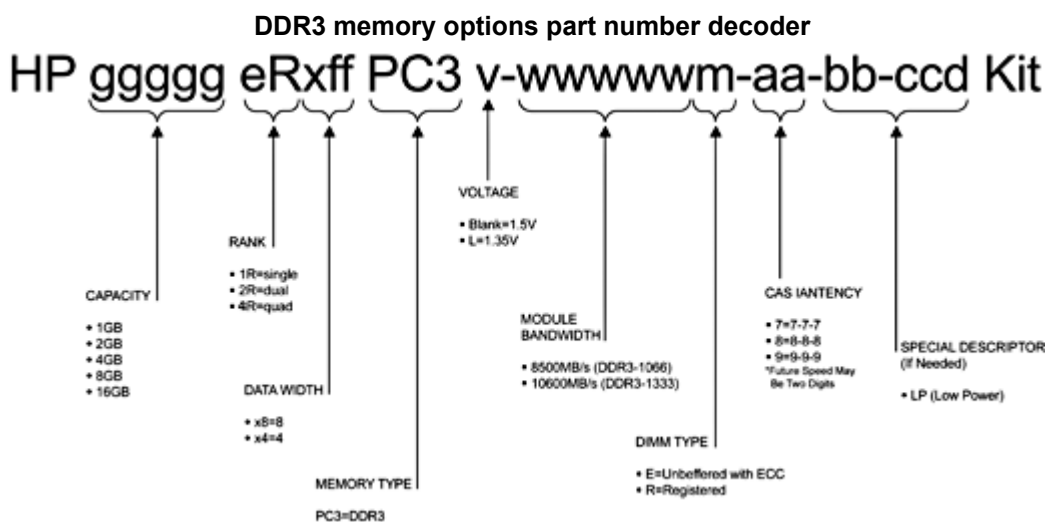 DDR3 memory options part number decoder
HP ggggg eRxff PC3 v-wwwwwm-aa-bb-ccd Kit
CAPACITY
• 1GB
• 2GB
• 4GB
• 8GB
• 16GB
RANK
• 1R=single
• 2R=dual
• 4R=quad
DATA WIDTH
• x8=8
• x4=4
MEMORY TYPE
PC3=DDR3
VOLTAGE
• Blank=1.5V
• L=1.35V
MODULE
BANDWIDTH
• 8500MB/s (DDR3-1066)
• 10600MB/s (DDR3-1333)
DIMM TYPE
• E=Unbeffered with ECC
• R=Registered
CAS IANTENCY
• 7=7-7-7
• 8=8-8-8
• 9=9-9-9
*Future Speed May
Be Two Digits
SPECIAL DESCRIPTOR
(If Needed)
• LP (Low Power)